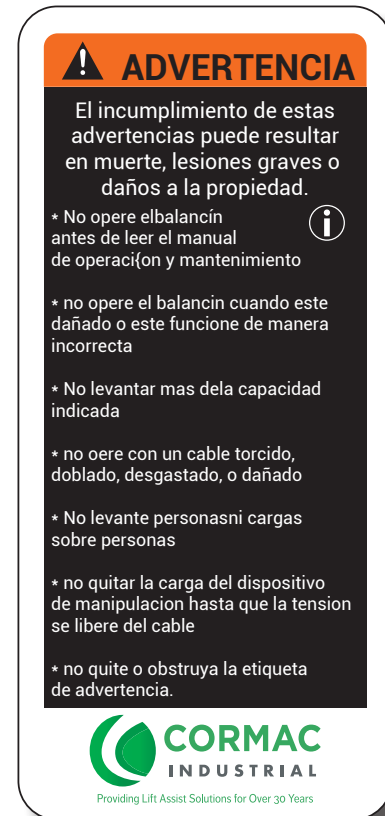 ADVERTENCIA
El incumplimiento de estas
advertencias puede resultar
en muerte, lesiones graves o
daños a la propiedad.
* No opere elbalancín
antes de leer el manual
de operaci{on y mantenimiento
* no opere el balancin cuando este
dañado o este funcione de manera
incorrecta
* No levantar mas dela capacidad
indicada
* no oere con un cable torcido,
doblado, desgastado, o dañado
* No levante personasni cargas
sobre personas
* no quitar la carga del dispositivo
de manipulacion hasta que la tension
se libere del cable
* no quite o obstruya la etiqueta
de advertencia.
CORMAC
INDUSTRIAL
Providing Lift Assist Solutions for Over 30 Years